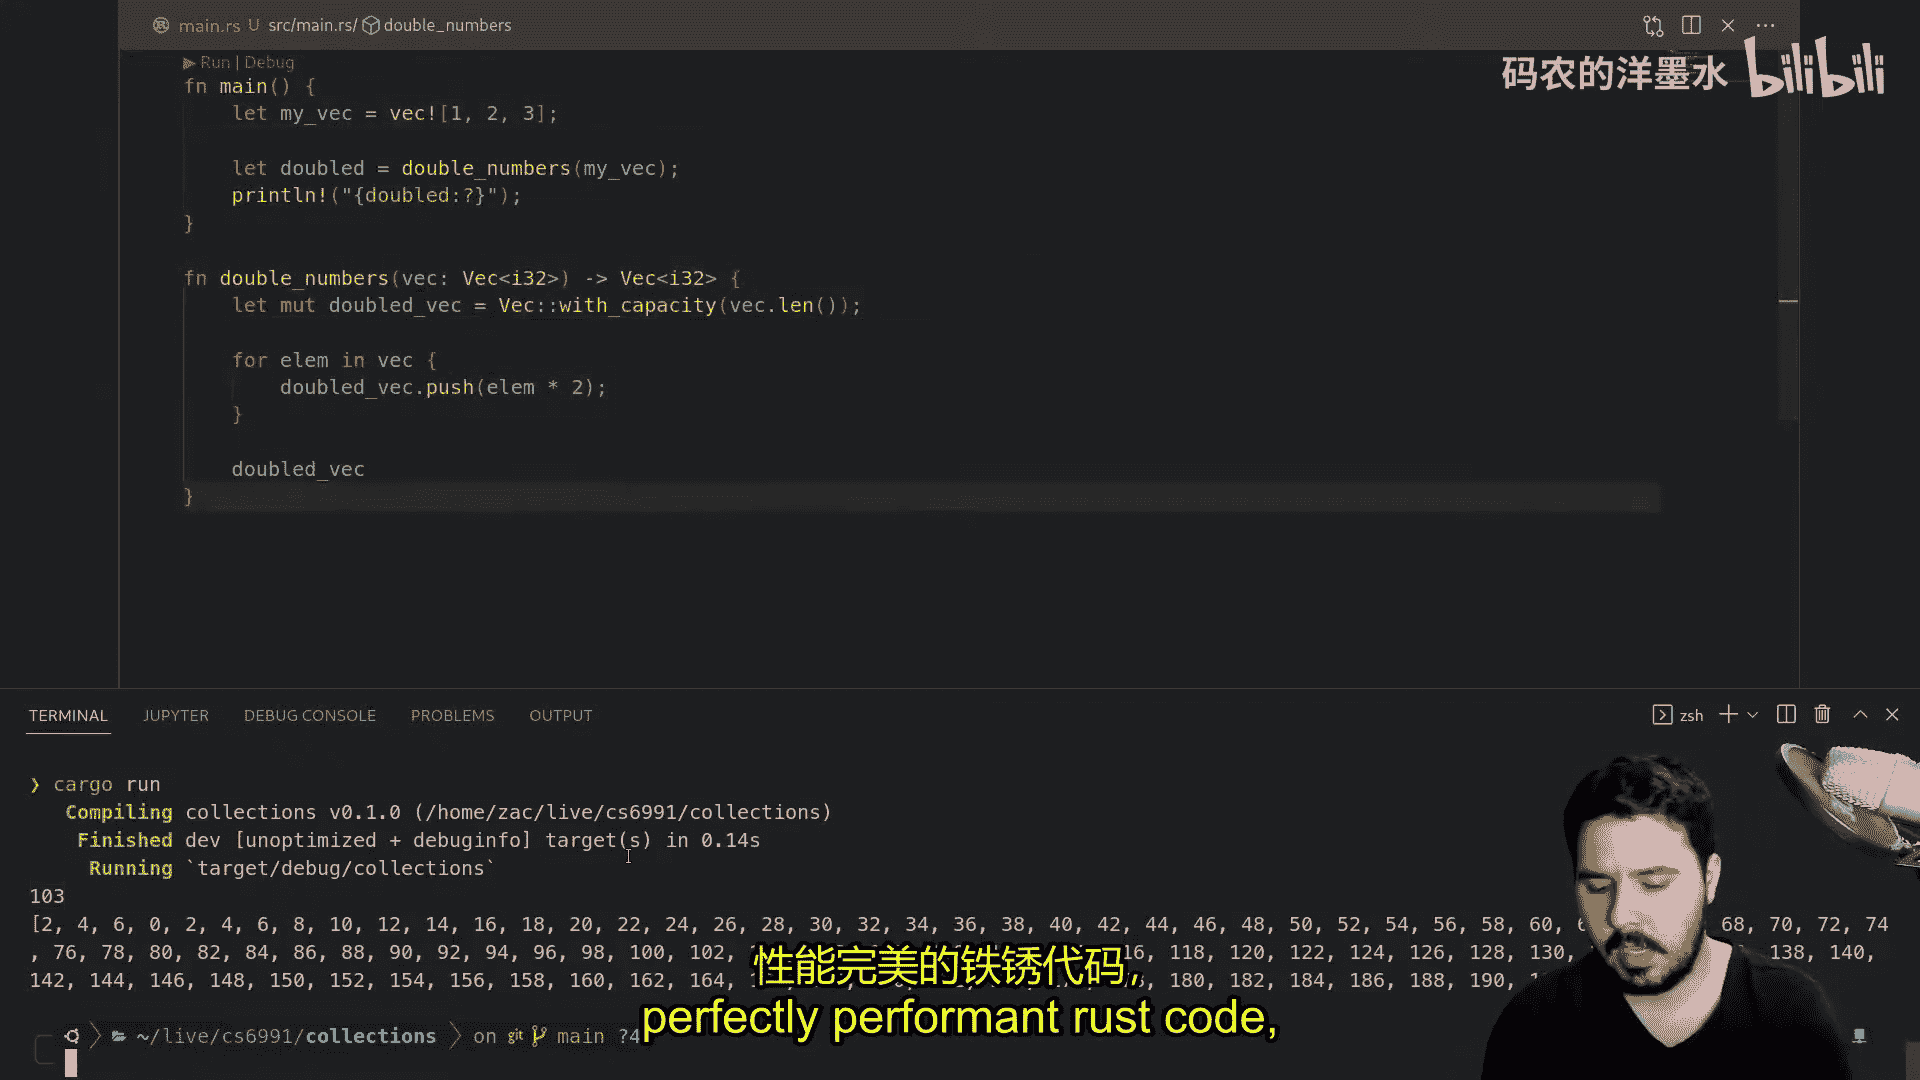 main.rs U src/main.rs/ double_numbers
码农的洋墨水 bilibili
Run | Debug
fn main() {
let my_vec = vec![1, 2, 3];
let doubled = double_numbers(my_vec);
println!("{doubled:?}");
}
fn double_numbers(vec: Vec<i32>) -> Vec<i32> {
let mut doubled_vec = Vec::with_capacity(vec.len());
for elem in vec {
doubled_vec.push(elem * 2);
}
doubled_vec
}
TERMINAL JUPYTER DEBUG CONSOLE PROBLEMS OUTPUT
zsh
❯ cargo run
Compiling collections v0.1.0 (/home/zac/live/cs6991/collections)
Finished dev [unoptimized + debuginfo] target(s) in 0.14s
Running `target/debug/collections`
103
[2, 4, 6, 0, 2, 4, 6, 8, 10, 12, 14, 16, 18, 20, 22, 24, 26, 28, 30, 32, 34, 36, 38, 40, 42, 44, 46, 48, 50, 52, 54, 56, 58, 60, 68, 70, 72, 74
, 76, 78, 80, 82, 84, 86, 88, 90, 92, 94, 96, 98, 100, 102, 118, 120, 122, 124, 126, 128, 130, 138, 140,
142, 144, 146, 148, 150, 152, 154, 156, 158, 160, 162, 164, 180, 182, 184, 186, 188, 190,
性能完美的铁锈代码,
perfectly performant rust code,
~/live/cs6991/collections on git main ?4